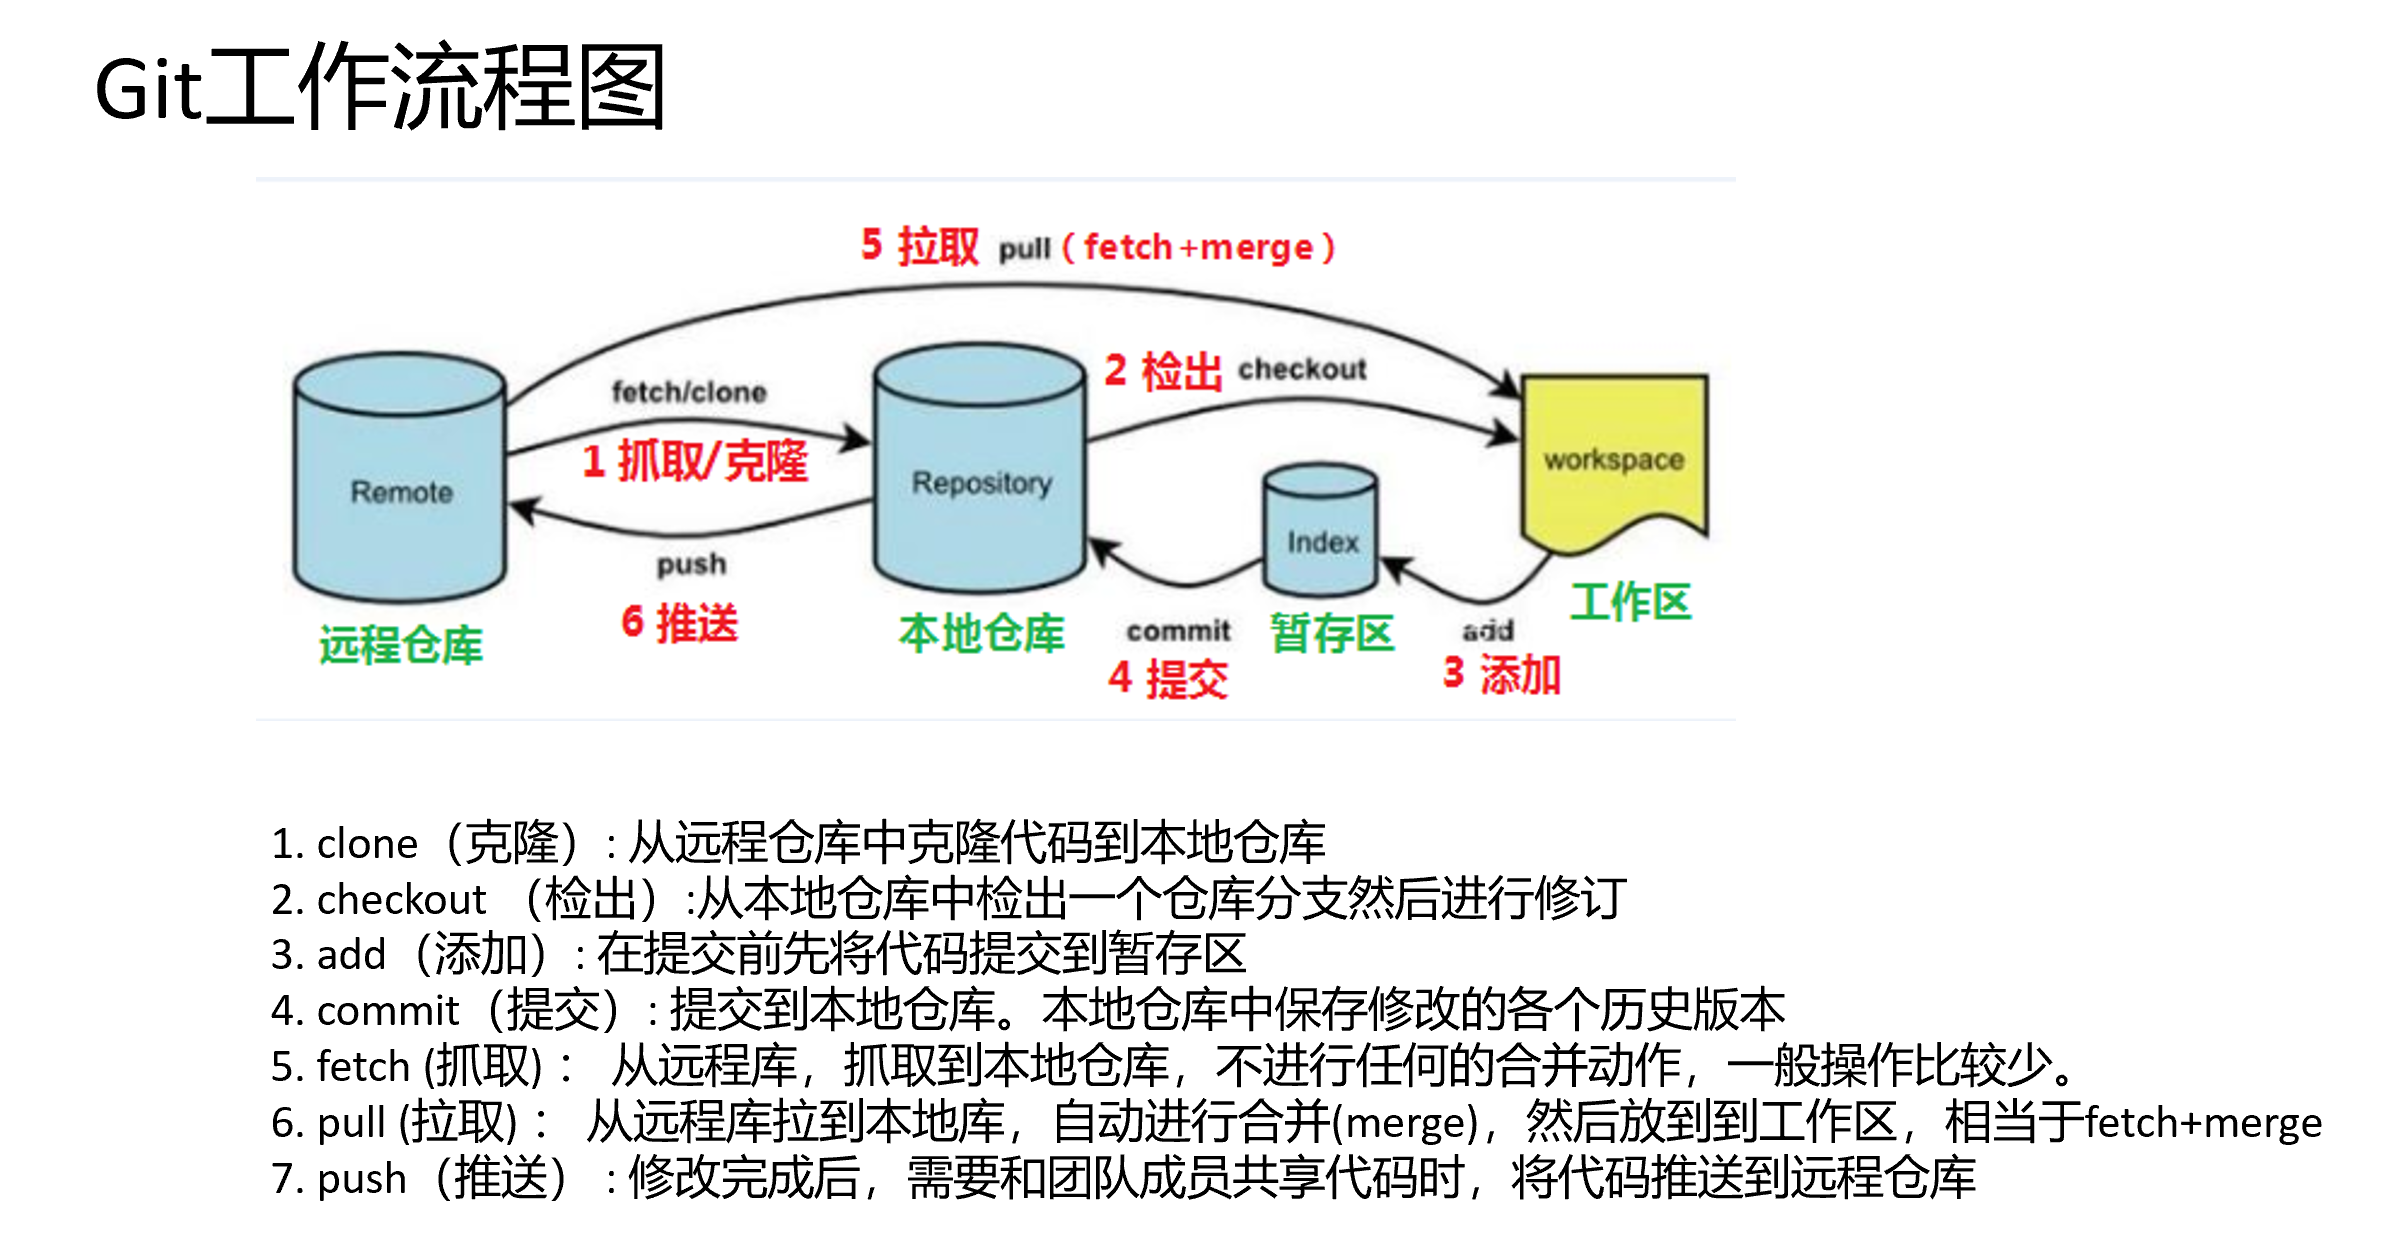 Git工作流程图
5 拉取 pull（fetch+merge）
fetch/clone
1 抓取/克隆
2 检出 checkout
Remote
Repository
Index
workspace
push
6 推送
远程仓库
本地仓库
commit
4 提交
暂存区
add
3 添加
工作区
1. clone（克隆）: 从远程仓库中克隆代码到本地仓库
2. checkout （检出）:从本地仓库中检出一个仓库分支然后进行修订
3. add（添加）: 在提交前先将代码提交到暂存区
4. commit（提交）: 提交到本地仓库。本地仓库中保存修改的各个历史版本
5. fetch (抓取) ： 从远程库，抓取到本地仓库，不进行任何的合并动作，一般操作比较少。
6. pull (拉取) ： 从远程库拉到本地库，自动进行合并(merge)，然后放到到工作区，相当于fetch+merge
7. push（推送） : 修改完成后，需要和团队成员共享代码时，将代码推送到远程仓库